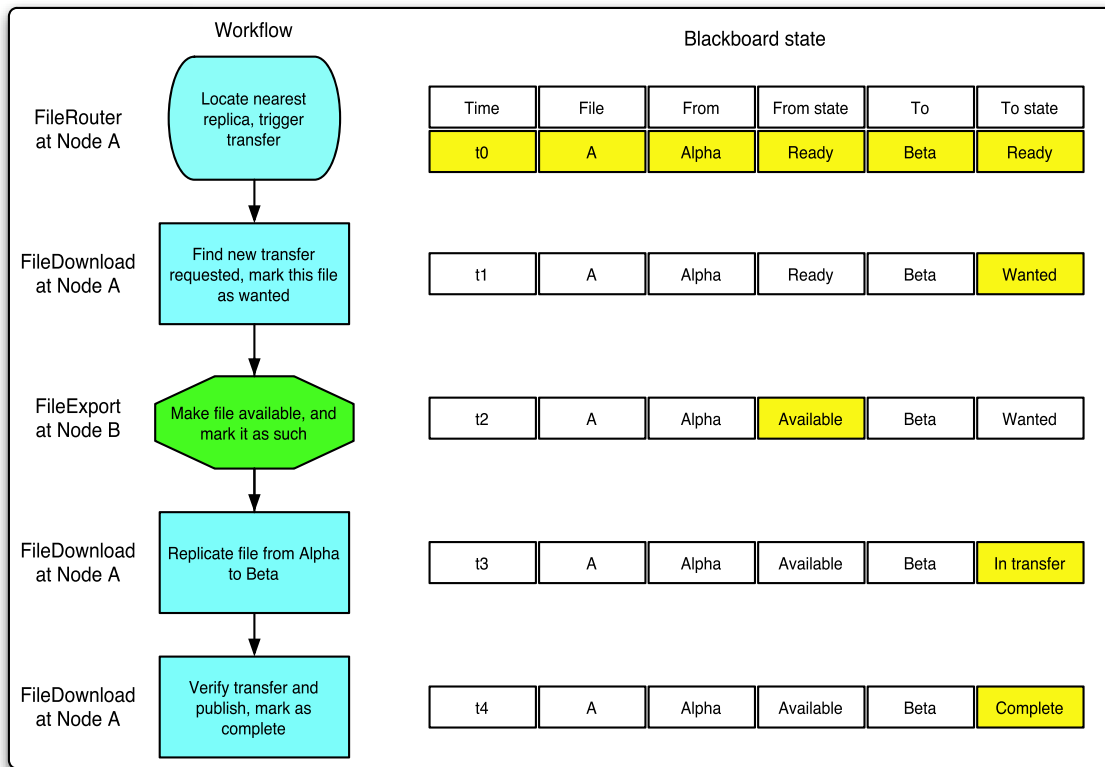 Workflow
Blackboard state
FileRouter
at Node A
Locate nearest
replica, trigger
transfer
Time File From From state To To state
t0 A Alpha Ready Beta Ready
FileDownload
at Node A
Find new transfer
requested, mark this file
as wanted
t1 A Alpha Ready Beta Wanted
FileExport
at Node B
Make file available, and
mark it as such
t2 A Alpha Available Beta Wanted
FileDownload
at Node A
Replicate file from Alpha
to Beta
t3 A Alpha Available Beta In transfer
FileDownload
at Node A
Verify transfer and
publish, mark as
complete
t4 A Alpha Available Beta Complete